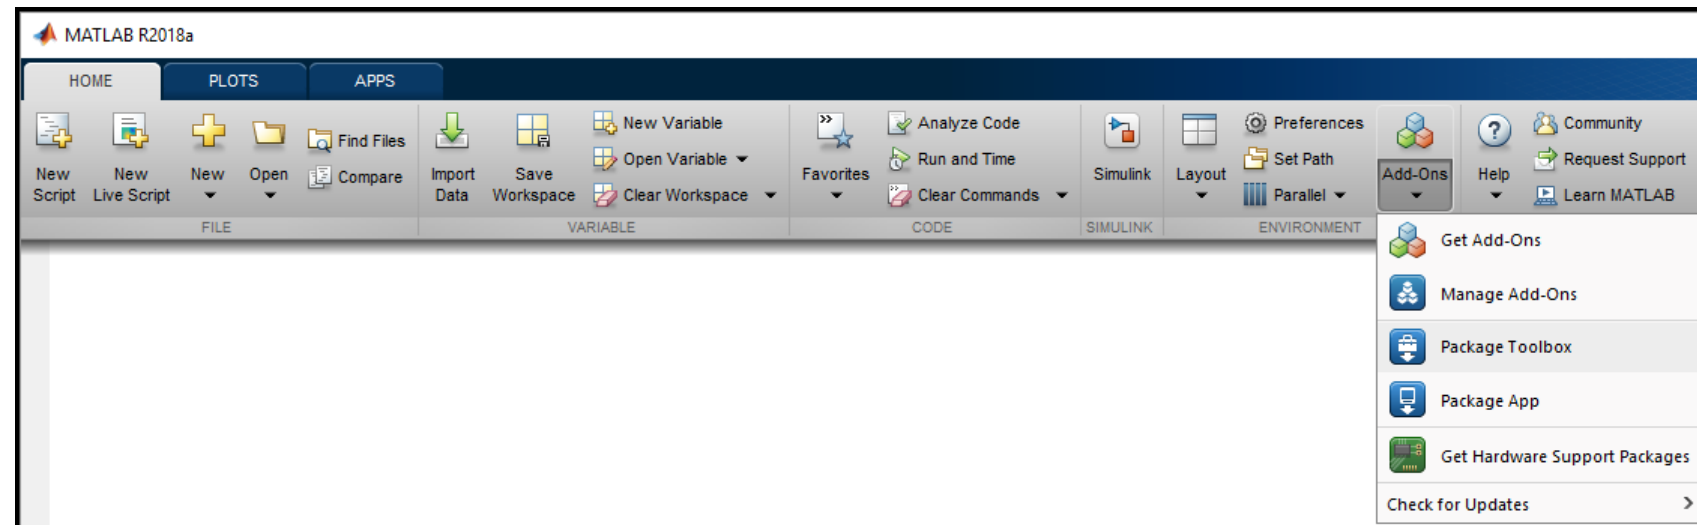 MATLAB R2018a
HOME PLOTS APPS
New Script
New Live Script
New
Open
Find Files
Compare
FILE
Import Data
Save Workspace
New Variable
Open Variable
Clear Workspace
VARIABLE
Favorites
Analyze Code
Run and Time
Clear Commands
CODE
Simulink
SIMULINK
Layout
Preferences
Set Path
Parallel
ENVIRONMENT
Add-Ons
Help
Community
Request Support
Learn MATLAB
Get Add-Ons
Manage Add-Ons
Package Toolbox
Package App
Get Hardware Support Packages
Check for Updates